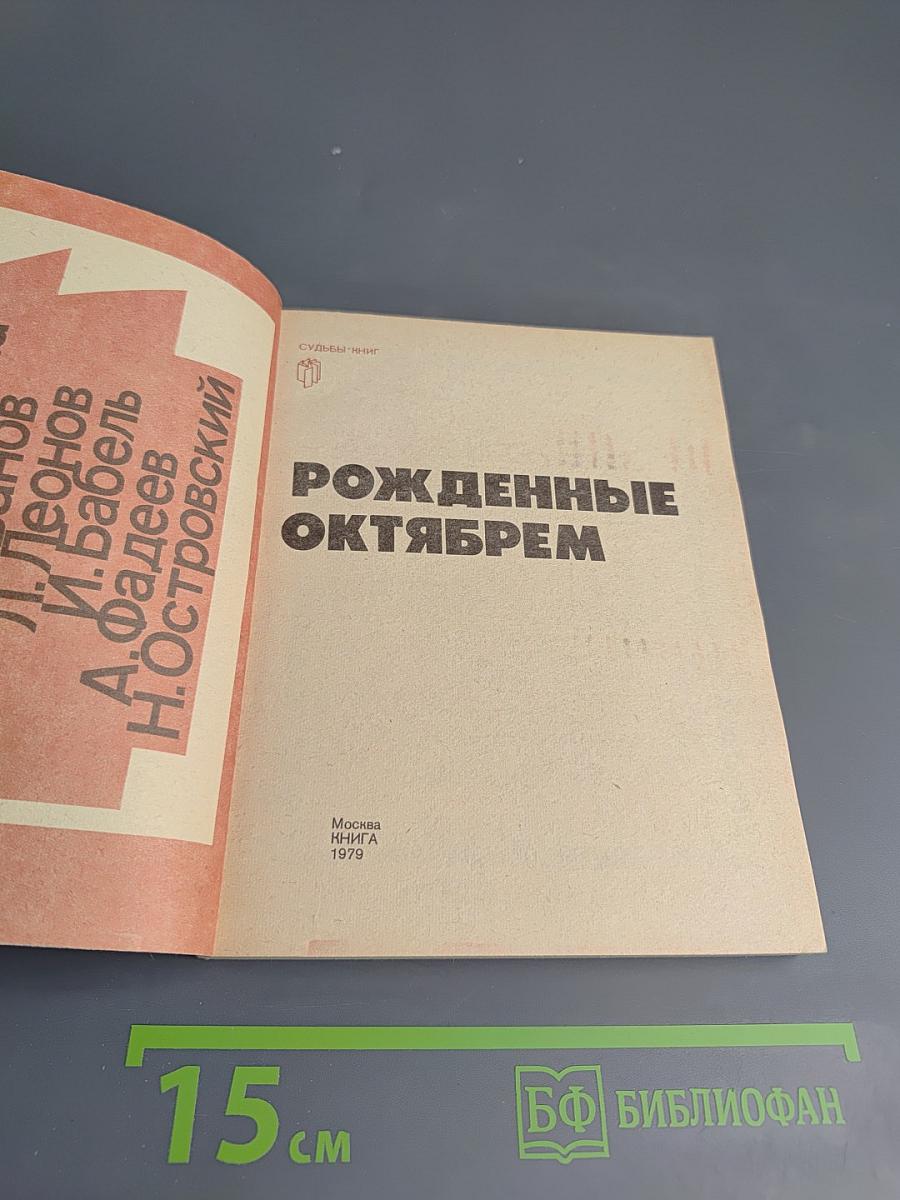 Л.Леонов
И.Бабель
А.Фадеев
Н.Островский
СУДЬБЫ КНИГ
РОЖДЕННЫЕ
ОКТЯБРЕМ
Москва
КНИГА
1979
15 см
БФ БИБЛИОФАН